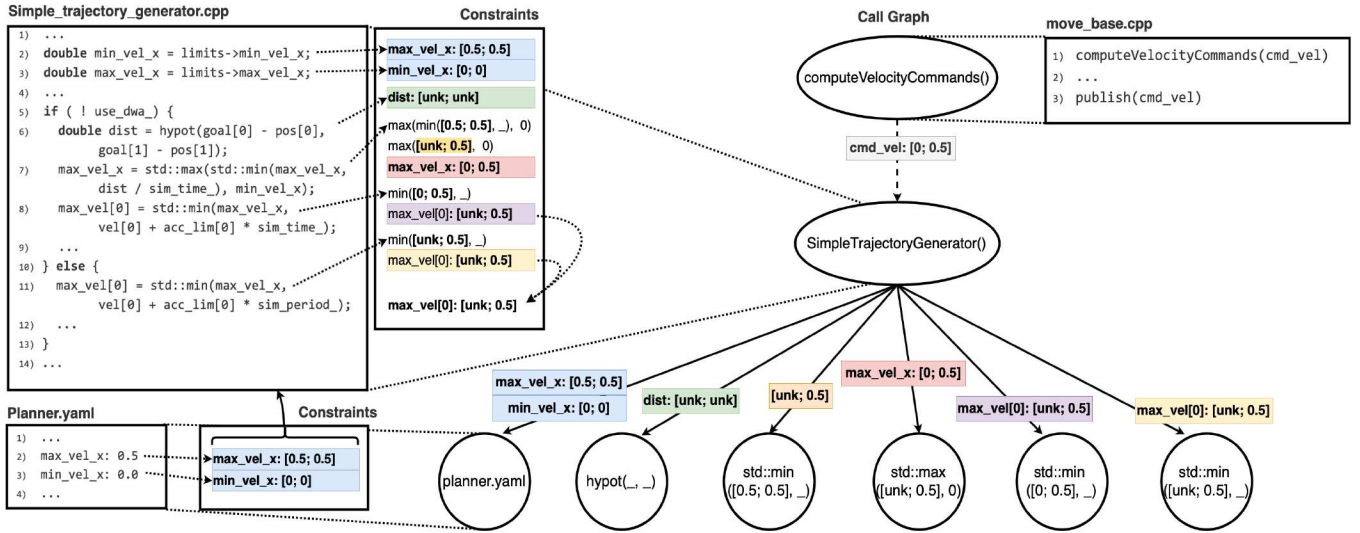 Simple_trajectory_generator.cpp
1) ...
2) double min_vel_x = limits->min_vel_x;
3) double max_vel_x = limits->max_vel_x;
4) ...
5) if ( ! use_dwa_) {
6) double dist = hypot(goal[0] - pos[0],
goal[1] - pos[1]);
7) max_vel_x = std::max(std::min(max_vel_x,
dist / sim_time_), min_vel_x);
8) max_vel[0] = std::min(max_vel_x,
vel[0] + acc_lim[0] * sim_time_);
9) ...
10) } else {
11) max_vel[0] = std::min(max_vel_x,
vel[0] + acc_lim[0] * sim_period_);
12) ...
13) }
14) ...
Constraints
max_vel_x: [0.5; 0.5]
min_vel_x: [0; 0]
dist: [unk; unk]
max(min([0.5; 0.5], _), 0)
max([unk; 0.5], 0)
max_vel_x: [0; 0.5]
min([0; 0.5], _)
max_vel[0]: [unk; 0.5]
min([unk; 0.5], _)
max_vel[0]: [unk; 0.5]
max_vel[0]: [unk; 0.5]
Call Graph
computeVelocityCommands()
move_base.cpp
1) computeVelocityCommands(cmd_vel)
2) ...
3) publish(cmd_vel)
cmd_vel: [0; 0.5]
SimpleTrajectoryGenerator()
max_vel_x: [0.5; 0.5]
min_vel_x: [0; 0]
dist: [unk; unk]
[unk; 0.5]
max_vel_x: [0; 0.5]
max_vel[0]: [unk; 0.5]
max_vel[0]: [unk; 0.5]
Planner.yaml
1) ...
2) max_vel_x: 0.5
3) min_vel_x: 0.0
4) ...
Constraints
max_vel_x: [0.5; 0.5]
min_vel_x: [0; 0]
planner.yaml
hypot(_, _)
std::min
([0.5; 0.5], _)
std::max
([unk; 0.5], 0)
std::min
([0; 0.5], _)
std::min
([unk; 0.5], _)